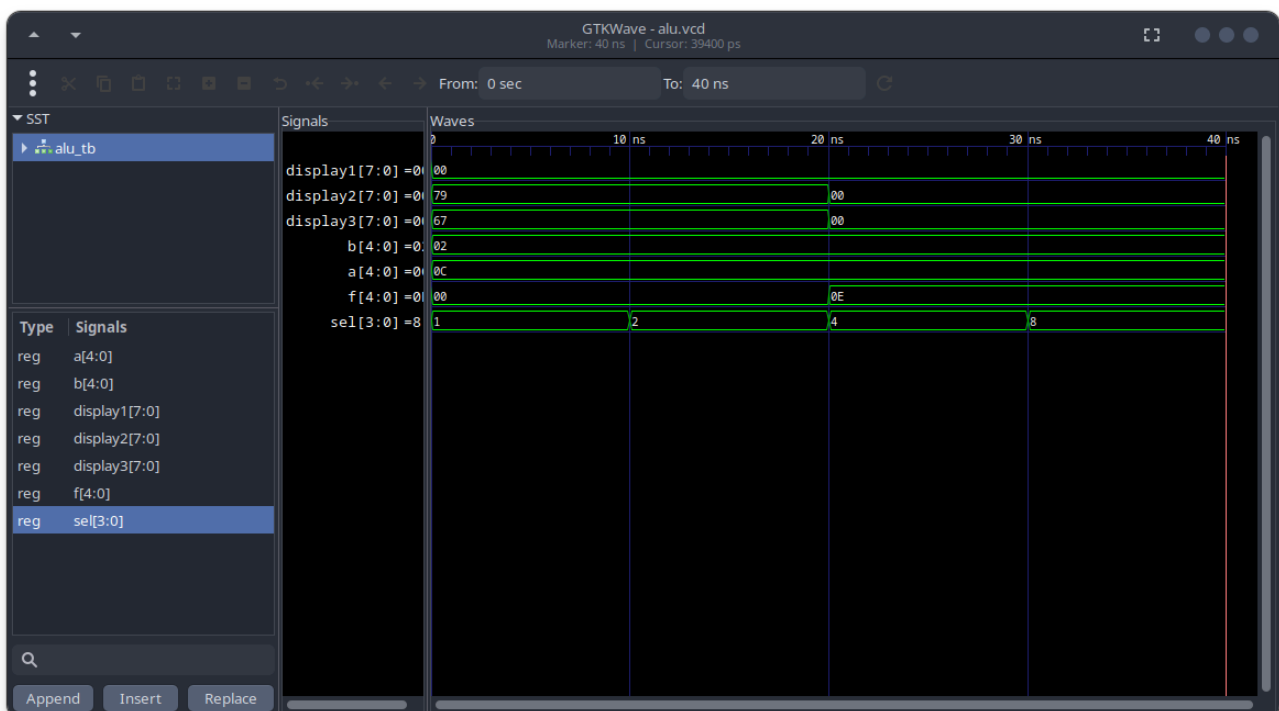 GTKWave - alu.vcd
Marker: 40 ns | Cursor: 39400 ps
From: 0 sec To: 40 ns
SST
alu_tb
Type Signals
reg a[4:0]
reg b[4:0]
reg display1[7:0]
reg display2[7:0]
reg display3[7:0]
reg f[4:0]
reg sel[3:0]
Append Insert Replace
Signals
display1[7:0] =0
display2[7:0] =0
display3[7:0] =0
b[4:0] =0
a[4:0] =0
f[4:0] =0
sel[3:0] =8
Waves
0 10 ns 20 ns 30 ns 40 ns
00
79 00
67 00
02
0C
00 0E
1 2 4 8